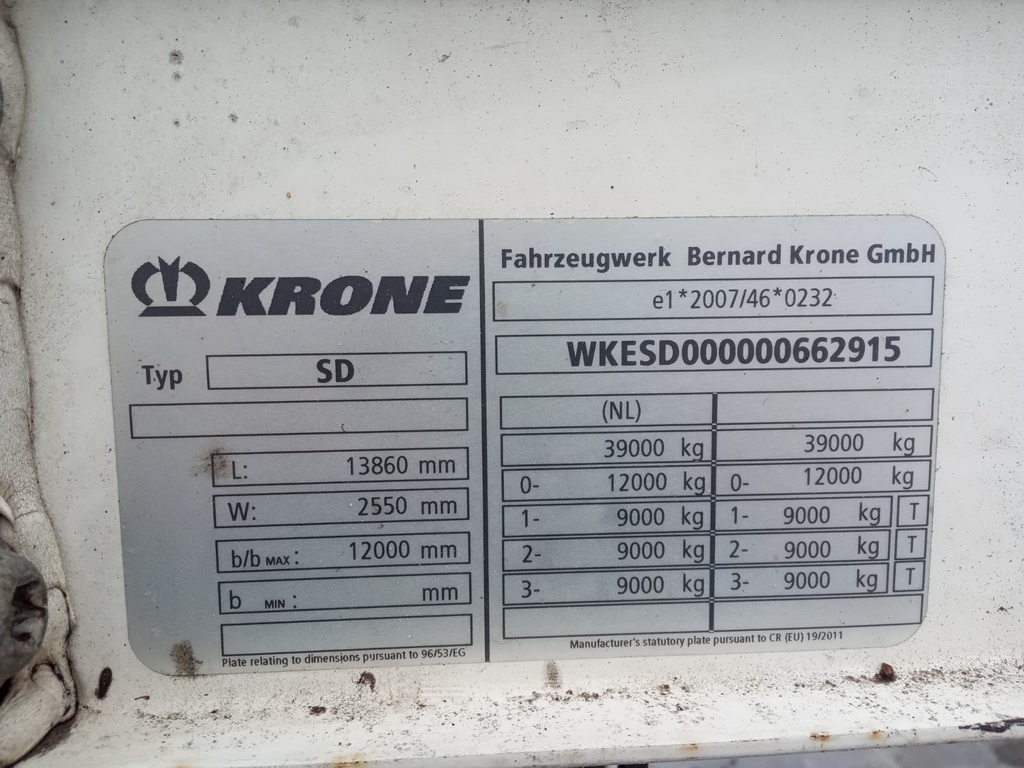 KRONE
Typ SD
L: 13860 mm
W: 2550 mm
b/b MAX : 12000 mm
b MIN : mm
Plate relating to dimensions pursuant to 96/53/EG
Fahrzeugwerk Bernard Krone GmbH
e1*2007/46*0232
WKESD000000662915
(NL)
39000 kg 39000 kg
0- 12000 kg 0- 12000 kg
1- 9000 kg 1- 9000 kg T
2- 9000 kg 2- 9000 kg T
3- 9000 kg 3- 9000 kg T
Manufacturer's statutory plate pursuant to CR (EU) 19/2011